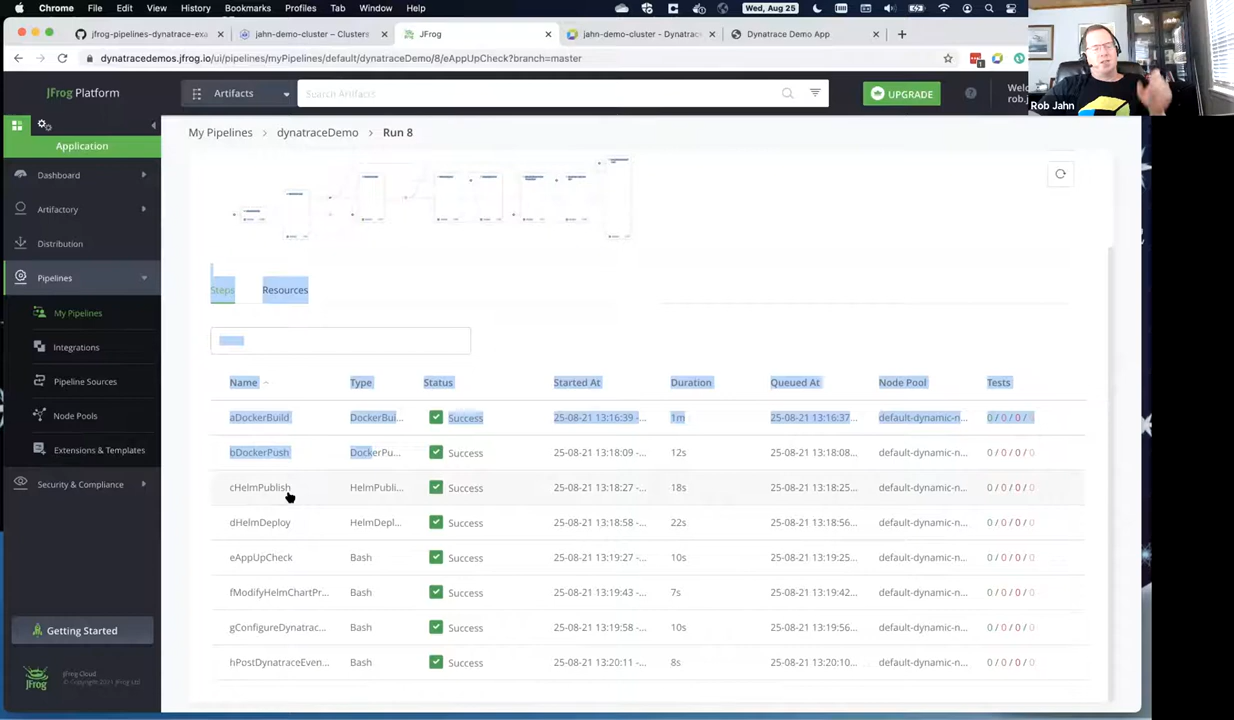 Chrome File Edit View History Bookmarks Profiles Tab Window Help Wed, Aug 25
jfrog-pipelines-dynatrace-exa jahn-demo-cluster – Clusters JFrog jahn-demo-cluster - Dynatrac Dynatrace Demo App
dynatracedemos.jfrog.io/ui/pipelines/myPipelines/default/dynatraceDemo/8/eAppUpCheck?branch=master
Rob Jahn
JFrog Platform Artifacts Search Artifacts UPGRADE Welc
rob.j
My Pipelines > dynatraceDemo > Run 8
Application
Dashboard
Artifactory
Distribution
Pipelines
My Pipelines
Integrations
Pipeline Sources
Node Pools
Extensions & Templates
Security & Compliance
Getting Started
JFrog
JFrog Cloud
Steps Resources
Name Type Status Started At Duration Queued At Node Pool Tests
aDockerBuild DockerBui... Success 25-08-21 13:16:39 -... 1m 25-08-21 13:16:37... default-dynamic-n... 0 / 0 / 0 / 0
bDockerPush DockerPu... Success 25-08-21 13:18:09 -... 12s 25-08-21 13:18:08... default-dynamic-n... 0 / 0 / 0 / 0
cHelmPublish HelmPubli... Success 25-08-21 13:18:27 -... 18s 25-08-21 13:18:25... default-dynamic-n... 0 / 0 / 0 / 0
dHelmDeploy HelmDepl... Success 25-08-21 13:18:58 -... 22s 25-08-21 13:18:56... default-dynamic-n... 0 / 0 / 0 / 0
eAppUpCheck Bash Success 25-08-21 13:19:27 -... 10s 25-08-21 13:19:25... default-dynamic-n... 0 / 0 / 0 / 0
fModifyHelmChartPr... Bash Success 25-08-21 13:19:43 -... 7s 25-08-21 13:19:42... default-dynamic-n... 0 / 0 / 0 / 0
gConfigureDynatrac... Bash Success 25-08-21 13:19:58 -... 10s 25-08-21 13:19:56... default-dynamic-n... 0 / 0 / 0 / 0
hPostDynatraceEven... Bash Success 25-08-21 13:20:11 -... 8s 25-08-21 13:20:10... default-dynamic-n... 0 / 0 / 0 / 0